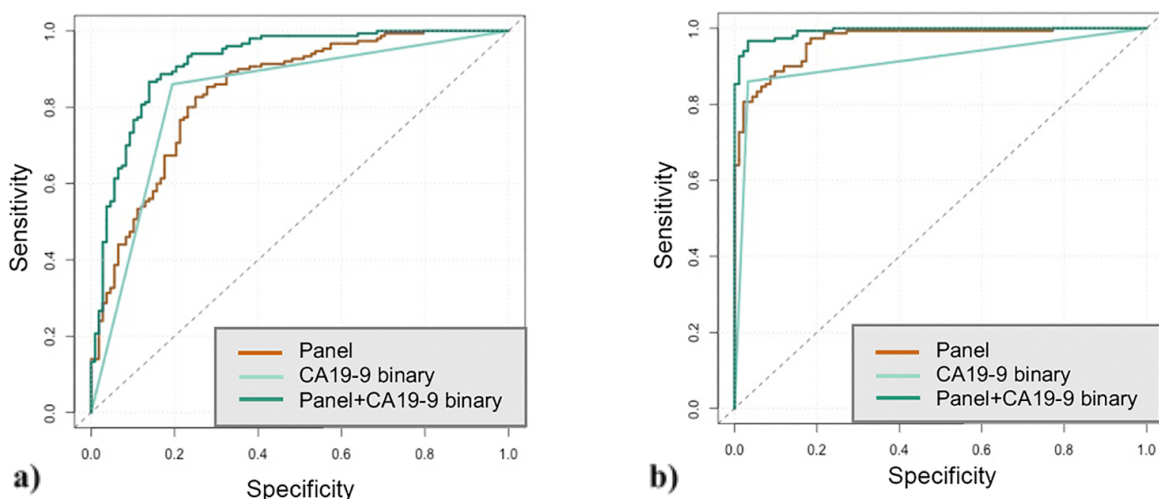 1.0
0.8
0.6
0.4
0.2
0.0
Sensitivity
Panel
CA19-9 binary
Panel+CA19-9 binary
0.0 0.2 0.4 0.6 0.8 1.0
a)
Specificity
1.0
0.8
0.6
0.4
0.2
0.0
Sensitivity
Panel
CA19-9 binary
Panel+CA19-9 binary
0.0 0.2 0.4 0.6 0.8 1.0
b)
Specificity